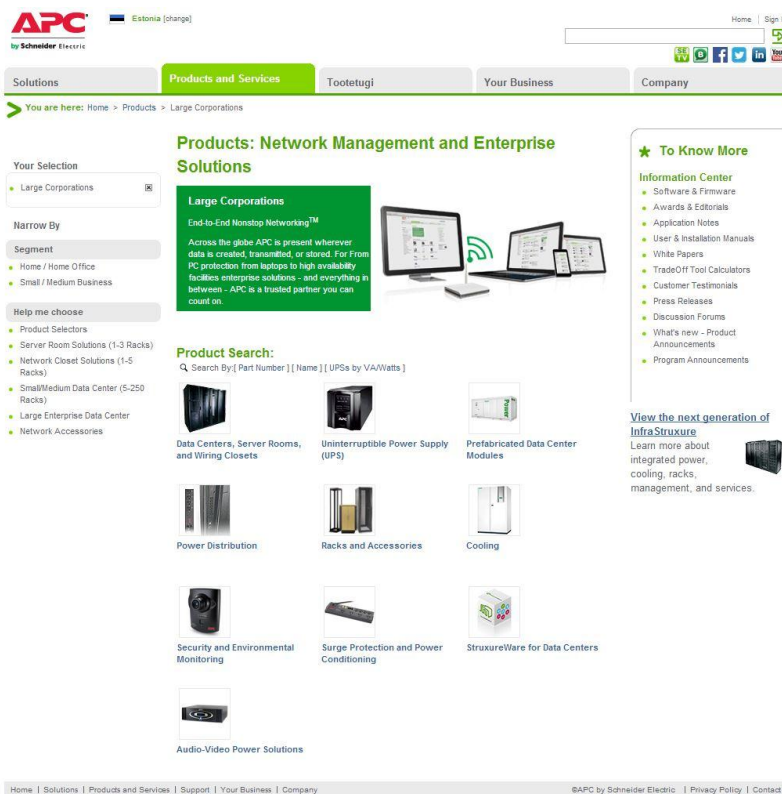 APC
by Schneider Electric
Estonia [change]
Home | Sign
SE
TV
Solutions
Products and Services
Tootetugi
Your Business
Company
You are here: Home > Products > Large Corporations
Your Selection
Large Corporations
Narrow By
Segment
Home / Home Office
Small / Medium Business
Help me choose
Product Selectors
Server Room Solutions (1-3 Racks)
Network Closet Solutions (1-5
Racks)
Small/Medium Data Center (5-250
Racks)
Large Enterprise Data Center
Network Accessories
Products: Network Management and Enterprise
Solutions
Large Corporations
End-to-End Nonstop Networking™
Across the globe APC is present wherever
data is created, transmitted, or stored. For From
PC protection from laptops to high availability
facilities enterprise solutions - and everything in
between - APC is a trusted partner you can
count on.
Product Search:
Search By:[ Part Number ] [ Name ] [ UPSs by VA/Watts ]
Data Centers, Server Rooms,
and Wiring Closets
Uninterruptible Power Supply
(UPS)
Power
Prefabricated Data Center
Modules
Power Distribution
Racks and Accessories
Cooling
Security and Environmental
Monitoring
Surge Protection and Power
Conditioning
StruxureWare for Data Centers
Audio-Video Power Solutions
To Know More
Information Center
Software & Firmware
Awards & Editorials
Application Notes
User & Installation Manuals
White Papers
TradeOff Tool Calculators
Customer Testimonials
Press Releases
Discussion Forums
What's new - Product
Announcements
Program Announcements
View the next generation of
InfraStruxure
Learn more about
integrated power,
cooling, racks,
management, and services.
Home | Solutions | Products and Services | Support | Your Business | Company
©APC by Schneider Electric | Privacy Policy | Contact